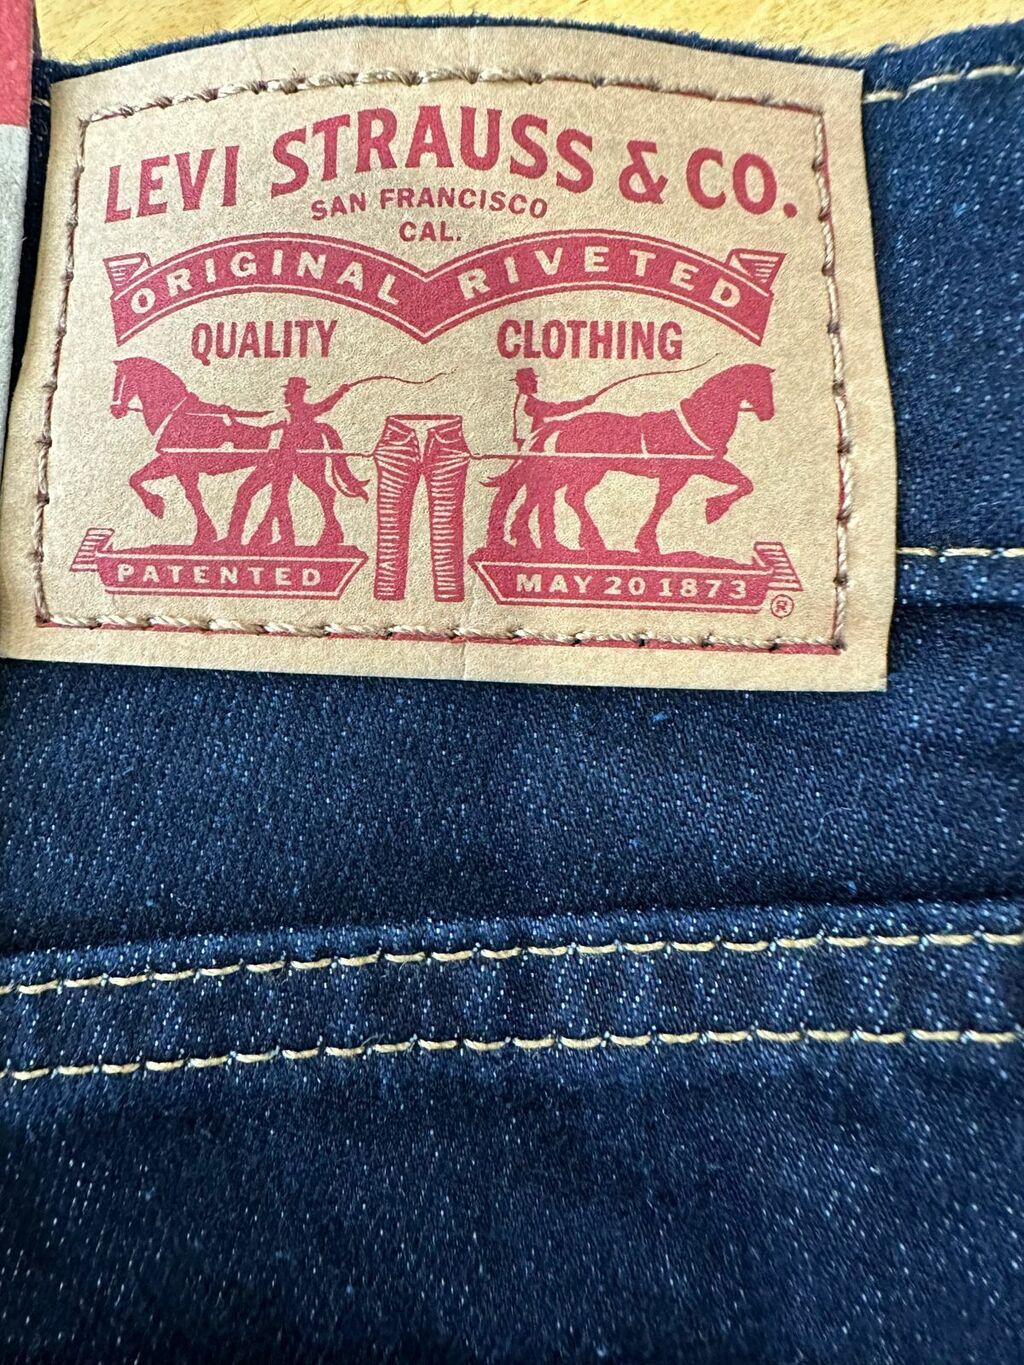 LEVI STRAUSS & CO.
SAN FRANCISCO
CAL.
ORIGINAL RIVETED
QUALITY CLOTHING
PATENTED MAY 20 1873 ®